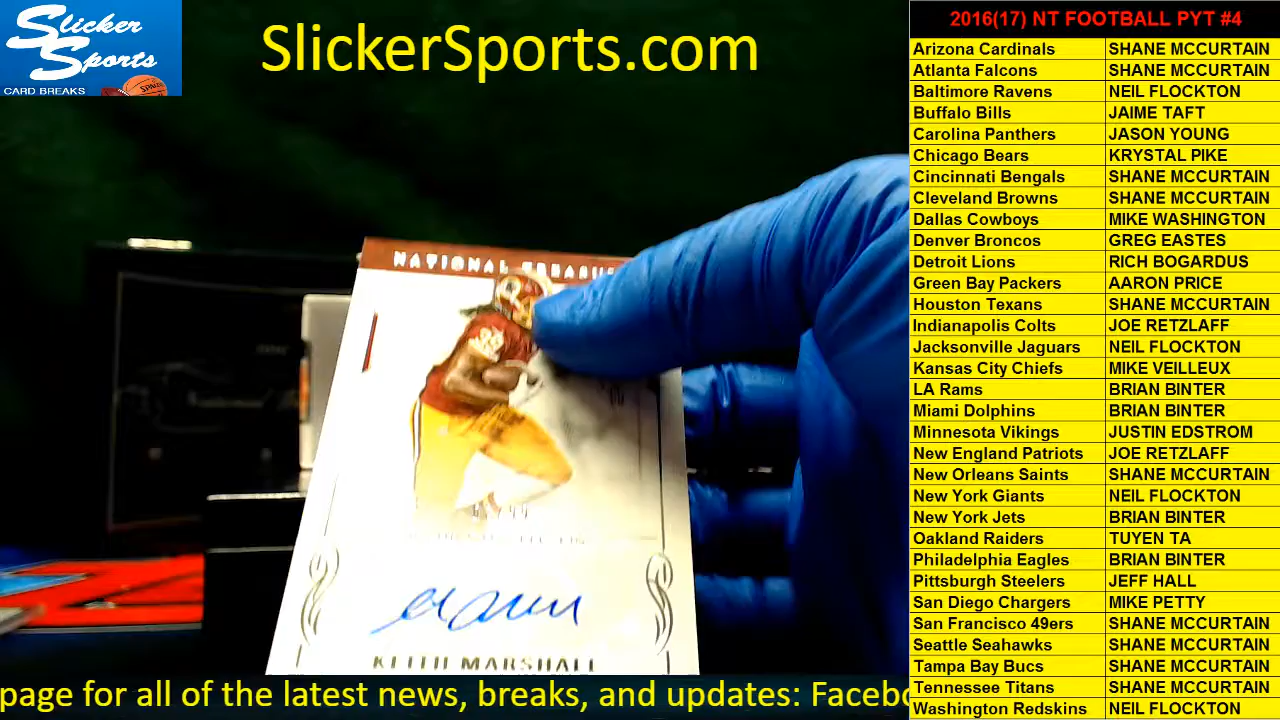 Slicker
Sports
CARD BREAKS
SPALDING
SlickerSports.com
NATIONAL TREASU
KEITH MARSHALL
page for all of the latest news, breaks, and updates: Facebo
2016(17) NT FOOTBALL PYT #4
Arizona Cardinals SHANE MCCURTAIN
Atlanta Falcons SHANE MCCURTAIN
Baltimore Ravens NEIL FLOCKTON
Buffalo Bills JAIME TAFT
Carolina Panthers JASON YOUNG
Chicago Bears KRYSTAL PIKE
Cincinnati Bengals SHANE MCCURTAIN
Cleveland Browns SHANE MCCURTAIN
Dallas Cowboys MIKE WASHINGTON
Denver Broncos GREG EASTES
Detroit Lions RICH BOGARDUS
Green Bay Packers AARON PRICE
Houston Texans SHANE MCCURTAIN
Indianapolis Colts JOE RETZLAFF
Jacksonville Jaguars NEIL FLOCKTON
Kansas City Chiefs MIKE VEILLEUX
LA Rams BRIAN BINTER
Miami Dolphins BRIAN BINTER
Minnesota Vikings JUSTIN EDSTROM
New England Patriots JOE RETZLAFF
New Orleans Saints SHANE MCCURTAIN
New York Giants NEIL FLOCKTON
New York Jets BRIAN BINTER
Oakland Raiders TUYEN TA
Philadelphia Eagles BRIAN BINTER
Pittsburgh Steelers JEFF HALL
San Diego Chargers MIKE PETTY
San Francisco 49ers SHANE MCCURTAIN
Seattle Seahawks SHANE MCCURTAIN
Tampa Bay Bucs SHANE MCCURTAIN
Tennessee Titans SHANE MCCURTAIN
Washington Redskins NEIL FLOCKTON